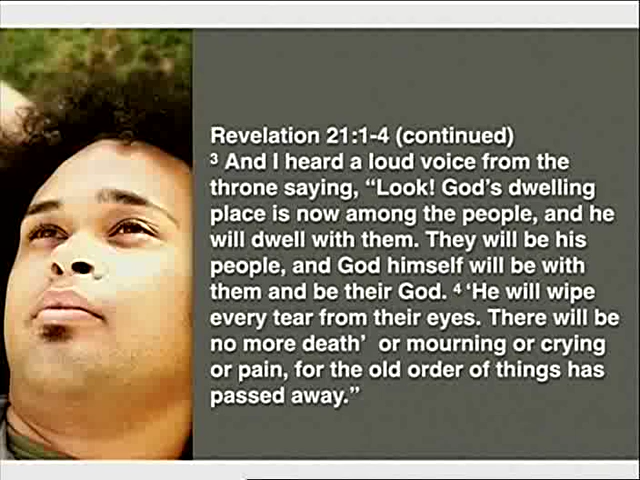 Revelation 21:1-4 (continued)
³ And I heard a loud voice from the
throne saying, “Look! God’s dwelling
place is now among the people, and he
will dwell with them. They will be his
people, and God himself will be with
them and be their God. ⁴ ‘He will wipe
every tear from their eyes. There will be
no more death’  or mourning or crying
or pain, for the old order of things has
passed away.”